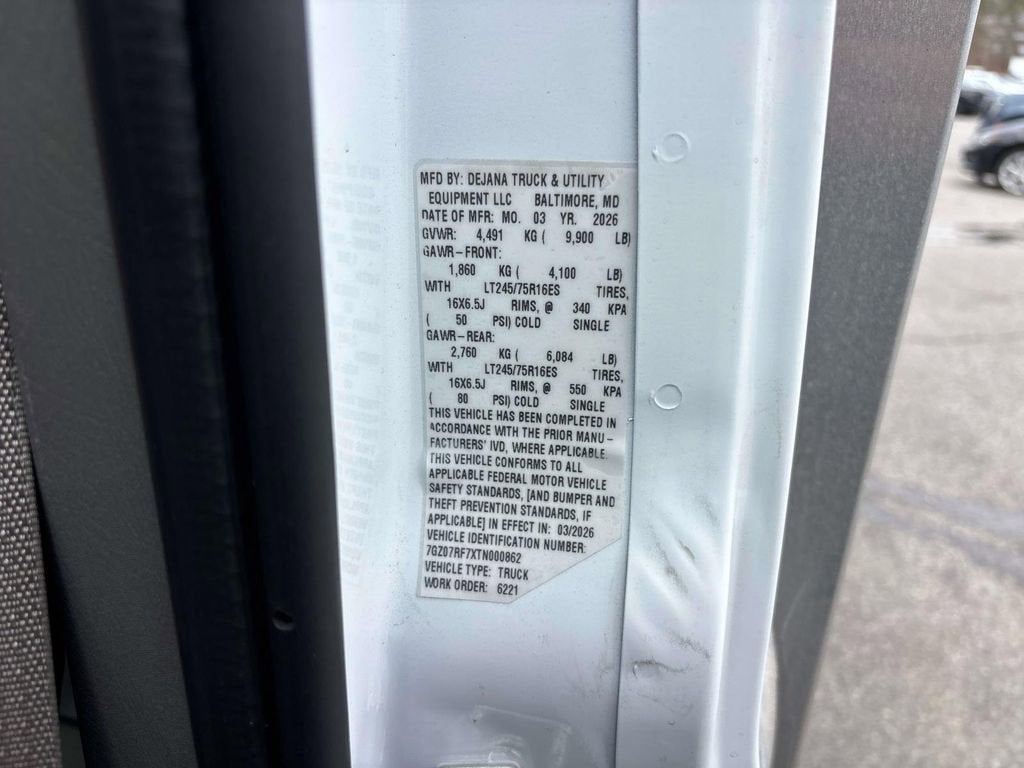 MFD BY: DEJANA TRUCK & UTILITY
EQUIPMENT LLC BALTIMORE, MD
DATE OF MFR: MO. 03 YR. 2026
GVWR: 4,491 KG ( 9,900 LB)
GAWR-FRONT:
1,860 KG ( 4,100 LB)
WITH LT245/75R16ES TIRES,
16X6.5J RIMS, @ 340 KPA
( 50 PSI) COLD SINGLE
GAWR-REAR:
2,760 KG ( 6,084 LB)
WITH LT245/75R16ES TIRES,
16X6.5J RIMS, @ 550 KPA
( 80 PSI) COLD SINGLE
THIS VEHICLE HAS BEEN COMPLETED IN
ACCORDANCE WITH THE PRIOR MANU-
FACTURERS' IVD, WHERE APPLICABLE.
THIS VEHICLE CONFORMS TO ALL
APPLICABLE FEDERAL MOTOR VEHICLE
SAFETY STANDARDS, [AND BUMPER AND
THEFT PREVENTION STANDARDS, IF
APPLICABLE] IN EFFECT IN: 03/2026
VEHICLE IDENTIFICATION NUMBER:
7GZ07RF7XTN000862
VEHICLE TYPE: TRUCK
WORK ORDER: 6221